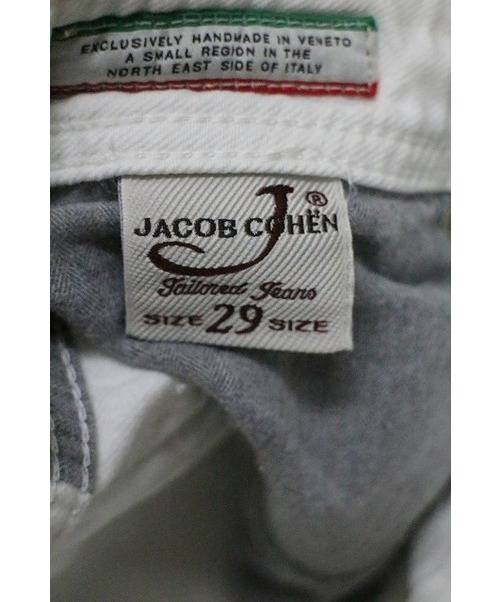 EXCLUSIVELY HANDMADE IN VENETO
A SMALL REGION IN THE
NORTH EAST SIDE OF ITALY
J®
JACOB COHËN
Tailored Jeans
SIZE 29 SIZE